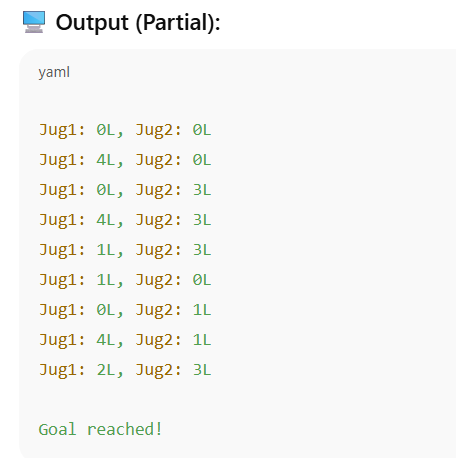 Output (Partial):
yaml
Jug1: 0L, Jug2: 0L
Jug1: 4L, Jug2: 0L
Jug1: 0L, Jug2: 3L
Jug1: 4L, Jug2: 3L
Jug1: 1L, Jug2: 3L
Jug1: 1L, Jug2: 0L
Jug1: 0L, Jug2: 1L
Jug1: 4L, Jug2: 1L
Jug1: 2L, Jug2: 3L
Goal reached!